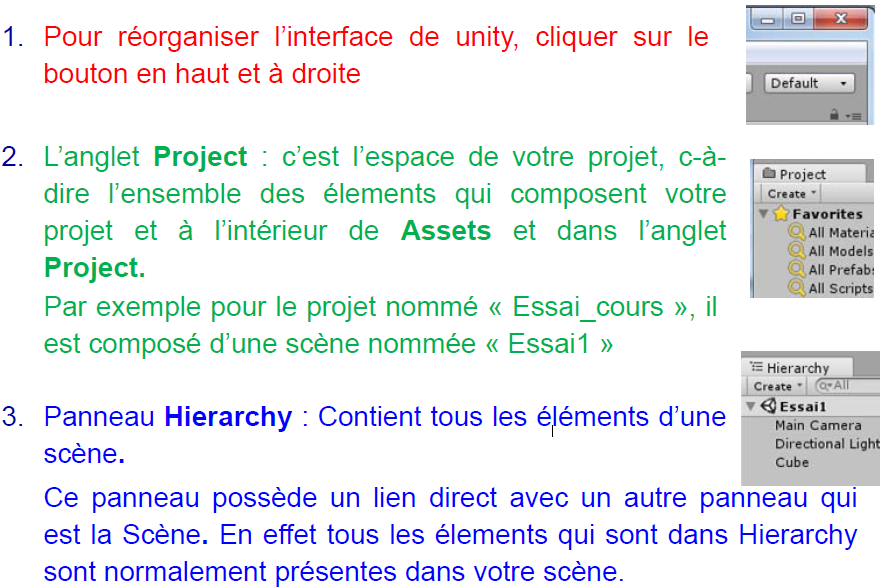 1. Pour réorganiser l’interface de unity, cliquer sur le
bouton en haut et à droite
Default
2. L’anglet Project : c’est l’espace de votre projet, c-à-
dire l’ensemble des élements qui composent votre
projet et à l’intérieur de Assets et dans l’anglet
Project.
Par exemple pour le projet nommé « Essai_cours », il
est composé d’une scène nommée « Essai1 »
Project
Create
Favorites
All Materia
All Models
All Prefab
All Scripts
3. Panneau Hierarchy : Contient tous les éléments d’une
scène.
Ce panneau possède un lien direct avec un autre panneau qui
est la Scène. En effet tous les élements qui sont dans Hierarchy
sont normalement présentes dans votre scène.
Hierarchy
Create All
Essai1
Main Camera
Directional Light
Cube